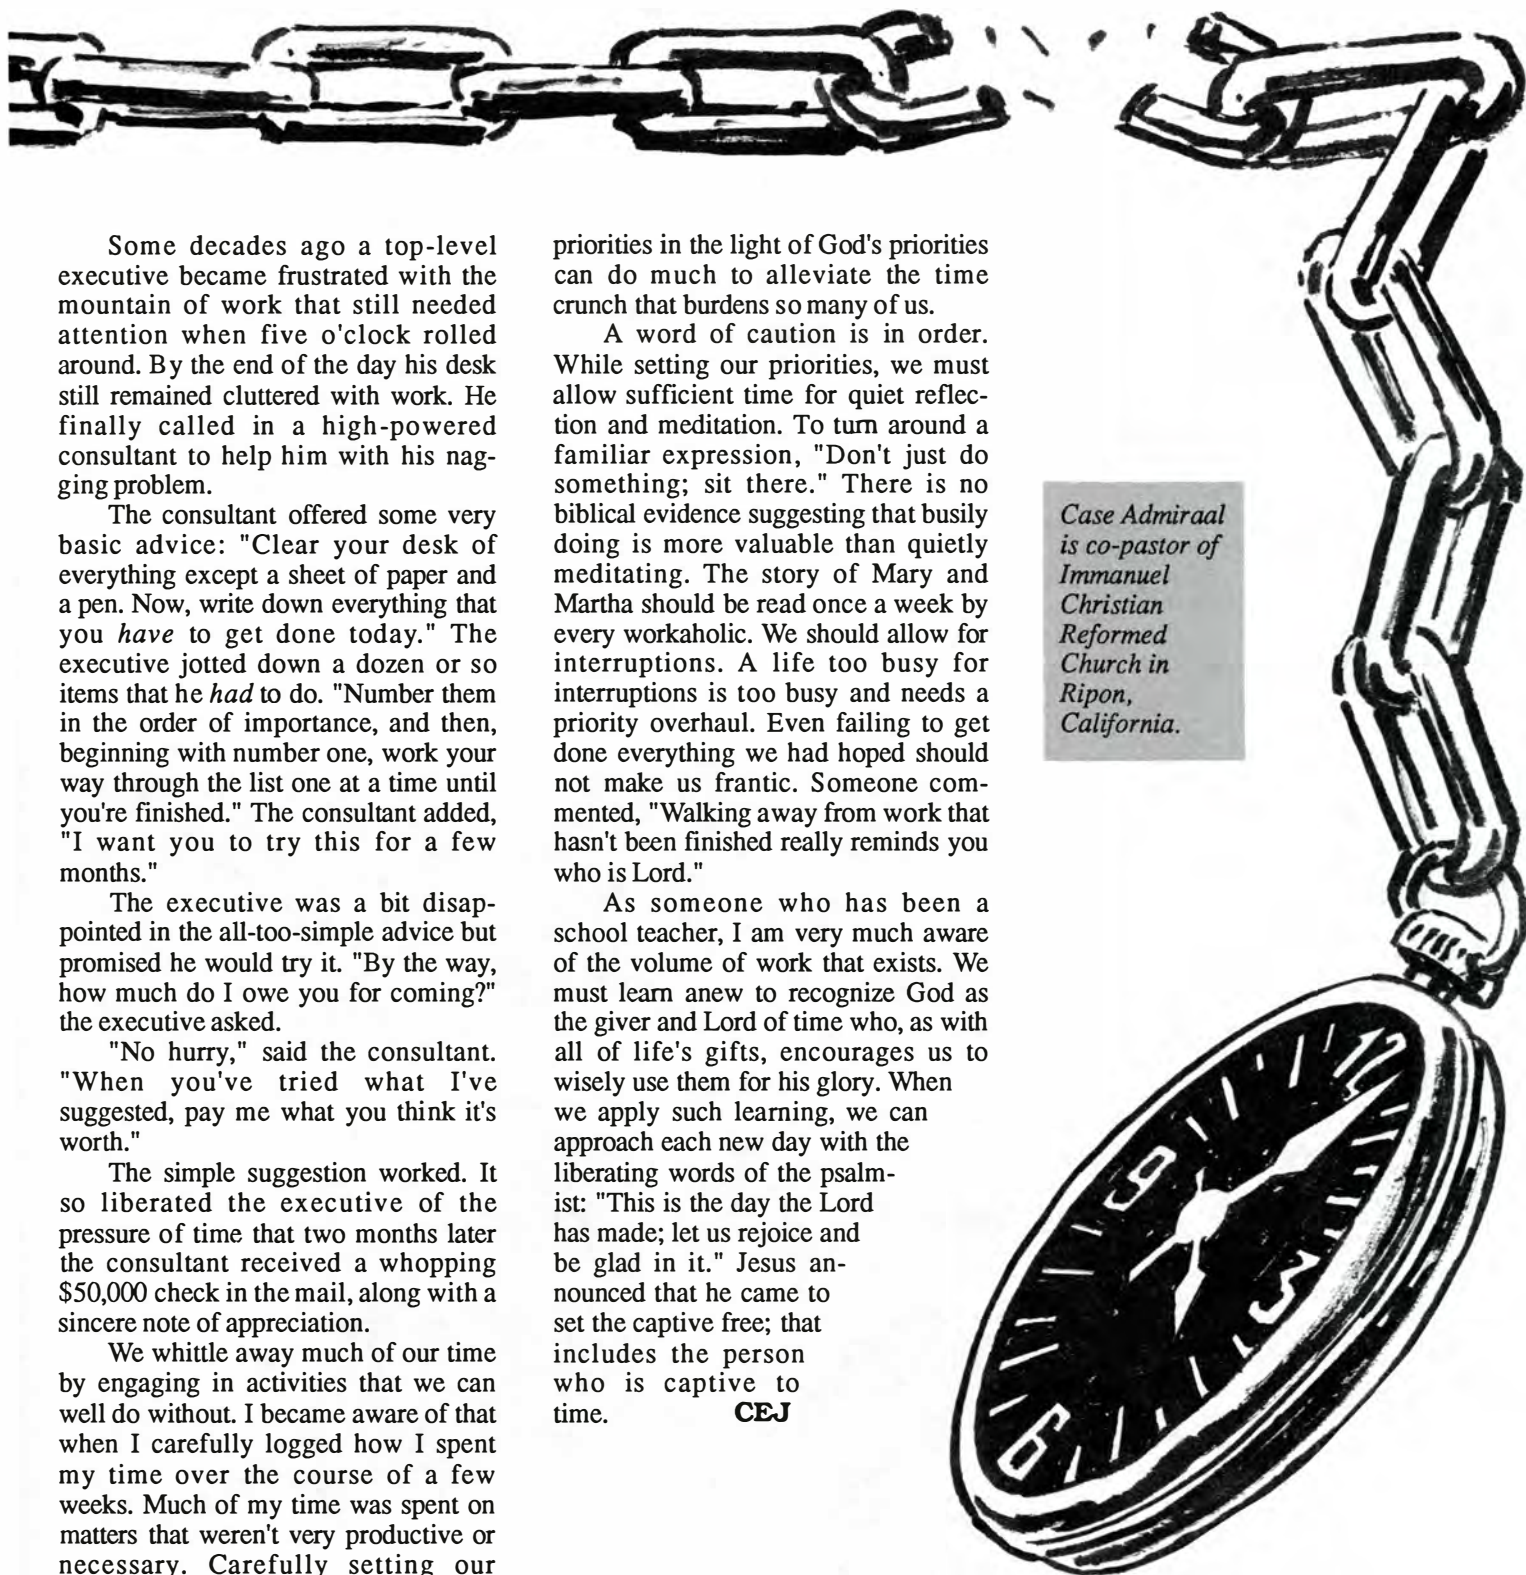 Some decades ago a top-level
executive became frustrated with the
mountain of work that still needed
attention when five o'clock rolled
around. By the end of the day his desk
still remained cluttered with work. He
finally called in a high-powered
consultant to help him with his nag-
ging problem.
The consultant offered some very
basic advice: "Clear your desk of
everything except a sheet of paper and
a pen. Now, write down everything that
you have to get done today." The
executive jotted down a dozen or so
items that he had to do. "Number them
in the order of importance, and then,
beginning with number one, work your
way through the list one at a time until
you're finished." The consultant added,
"I want you to try this for a few
months."
The executive was a bit disap-
pointed in the all-too-simple advice but
promised he would try it. "By the way,
how much do I owe you for coming?"
the executive asked.
"No hurry," said the consultant.
"When you've tried what I've
suggested, pay me what you think it's
worth."
The simple suggestion worked. It
so liberated the executive of the
pressure of time that two months later
the consultant received a whopping
$50,000 check in the mail, along with a
sincere note of appreciation.
We whittle away much of our time
by engaging in activities that we can
well do without. I became aware of that
when I carefully logged how I spent
my time over the course of a few
weeks. Much of my time was spent on
matters that weren't very productive or
necessary. Carefully setting our
priorities in the light of God's priorities
can do much to alleviate the time
crunch that burdens so many of us.
A word of caution is in order.
While setting our priorities, we must
allow sufficient time for quiet reflec-
tion and meditation. To turn around a
familiar expression, "Don't just do
something; sit there." There is no
biblical evidence suggesting that busily
doing is more valuable than quietly
meditating. The story of Mary and
Martha should be read once a week by
every workaholic. We should allow for
interruptions. A life too busy for
interruptions is too busy and needs a
priority overhaul. Even failing to get
done everything we had hoped should
not make us frantic. Someone com-
mented, "Walking away from work that
hasn't been finished really reminds you
who is Lord."
As someone who has been a
school teacher, I am very much aware
of the volume of work that exists. We
must learn anew to recognize God as
the giver and Lord of time who, as with
all of life's gifts, encourages us to
wisely use them for his glory. When
we apply such learning, we can
approach each new day with the
liberating words of the psalm-
ist: "This is the day the Lord
has made; let us rejoice and
be glad in it." Jesus an-
nounced that he came to
set the captive free; that
includes the person
who is captive to
time. CEJ
Case Admiraal
is co-pastor of
Immanuel
Christian
Reformed
Church in
Ripon,
California.
12
9
3
6